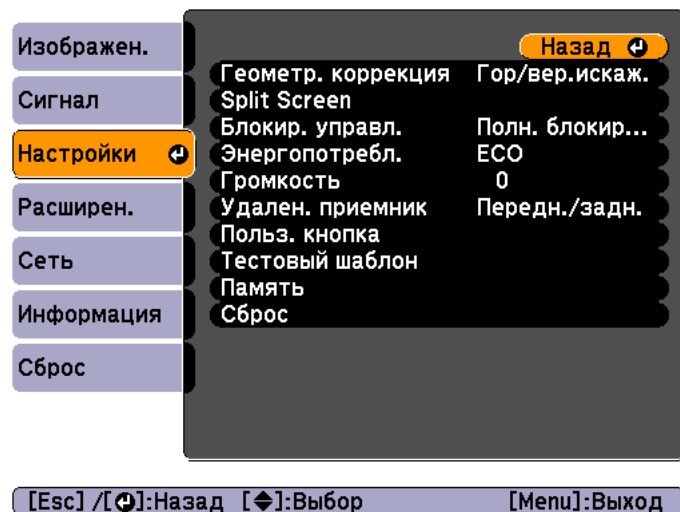 Изображен.
Сигнал
Настройки
Расширен.
Сеть
Информация
Сброс
Назад
Геометр. коррекция Гор/вер.искаж.
Split Screen
Блокир. управл. Полн. блокир...
Энергопотребл. ECO
Громкость 0
Удален. приемник Передн./задн.
Польз. кнопка
Тестовый шаблон
Память
Сброс
[Esc] /[⏎]:Назад [◆]:Выбор [Menu]:Выход